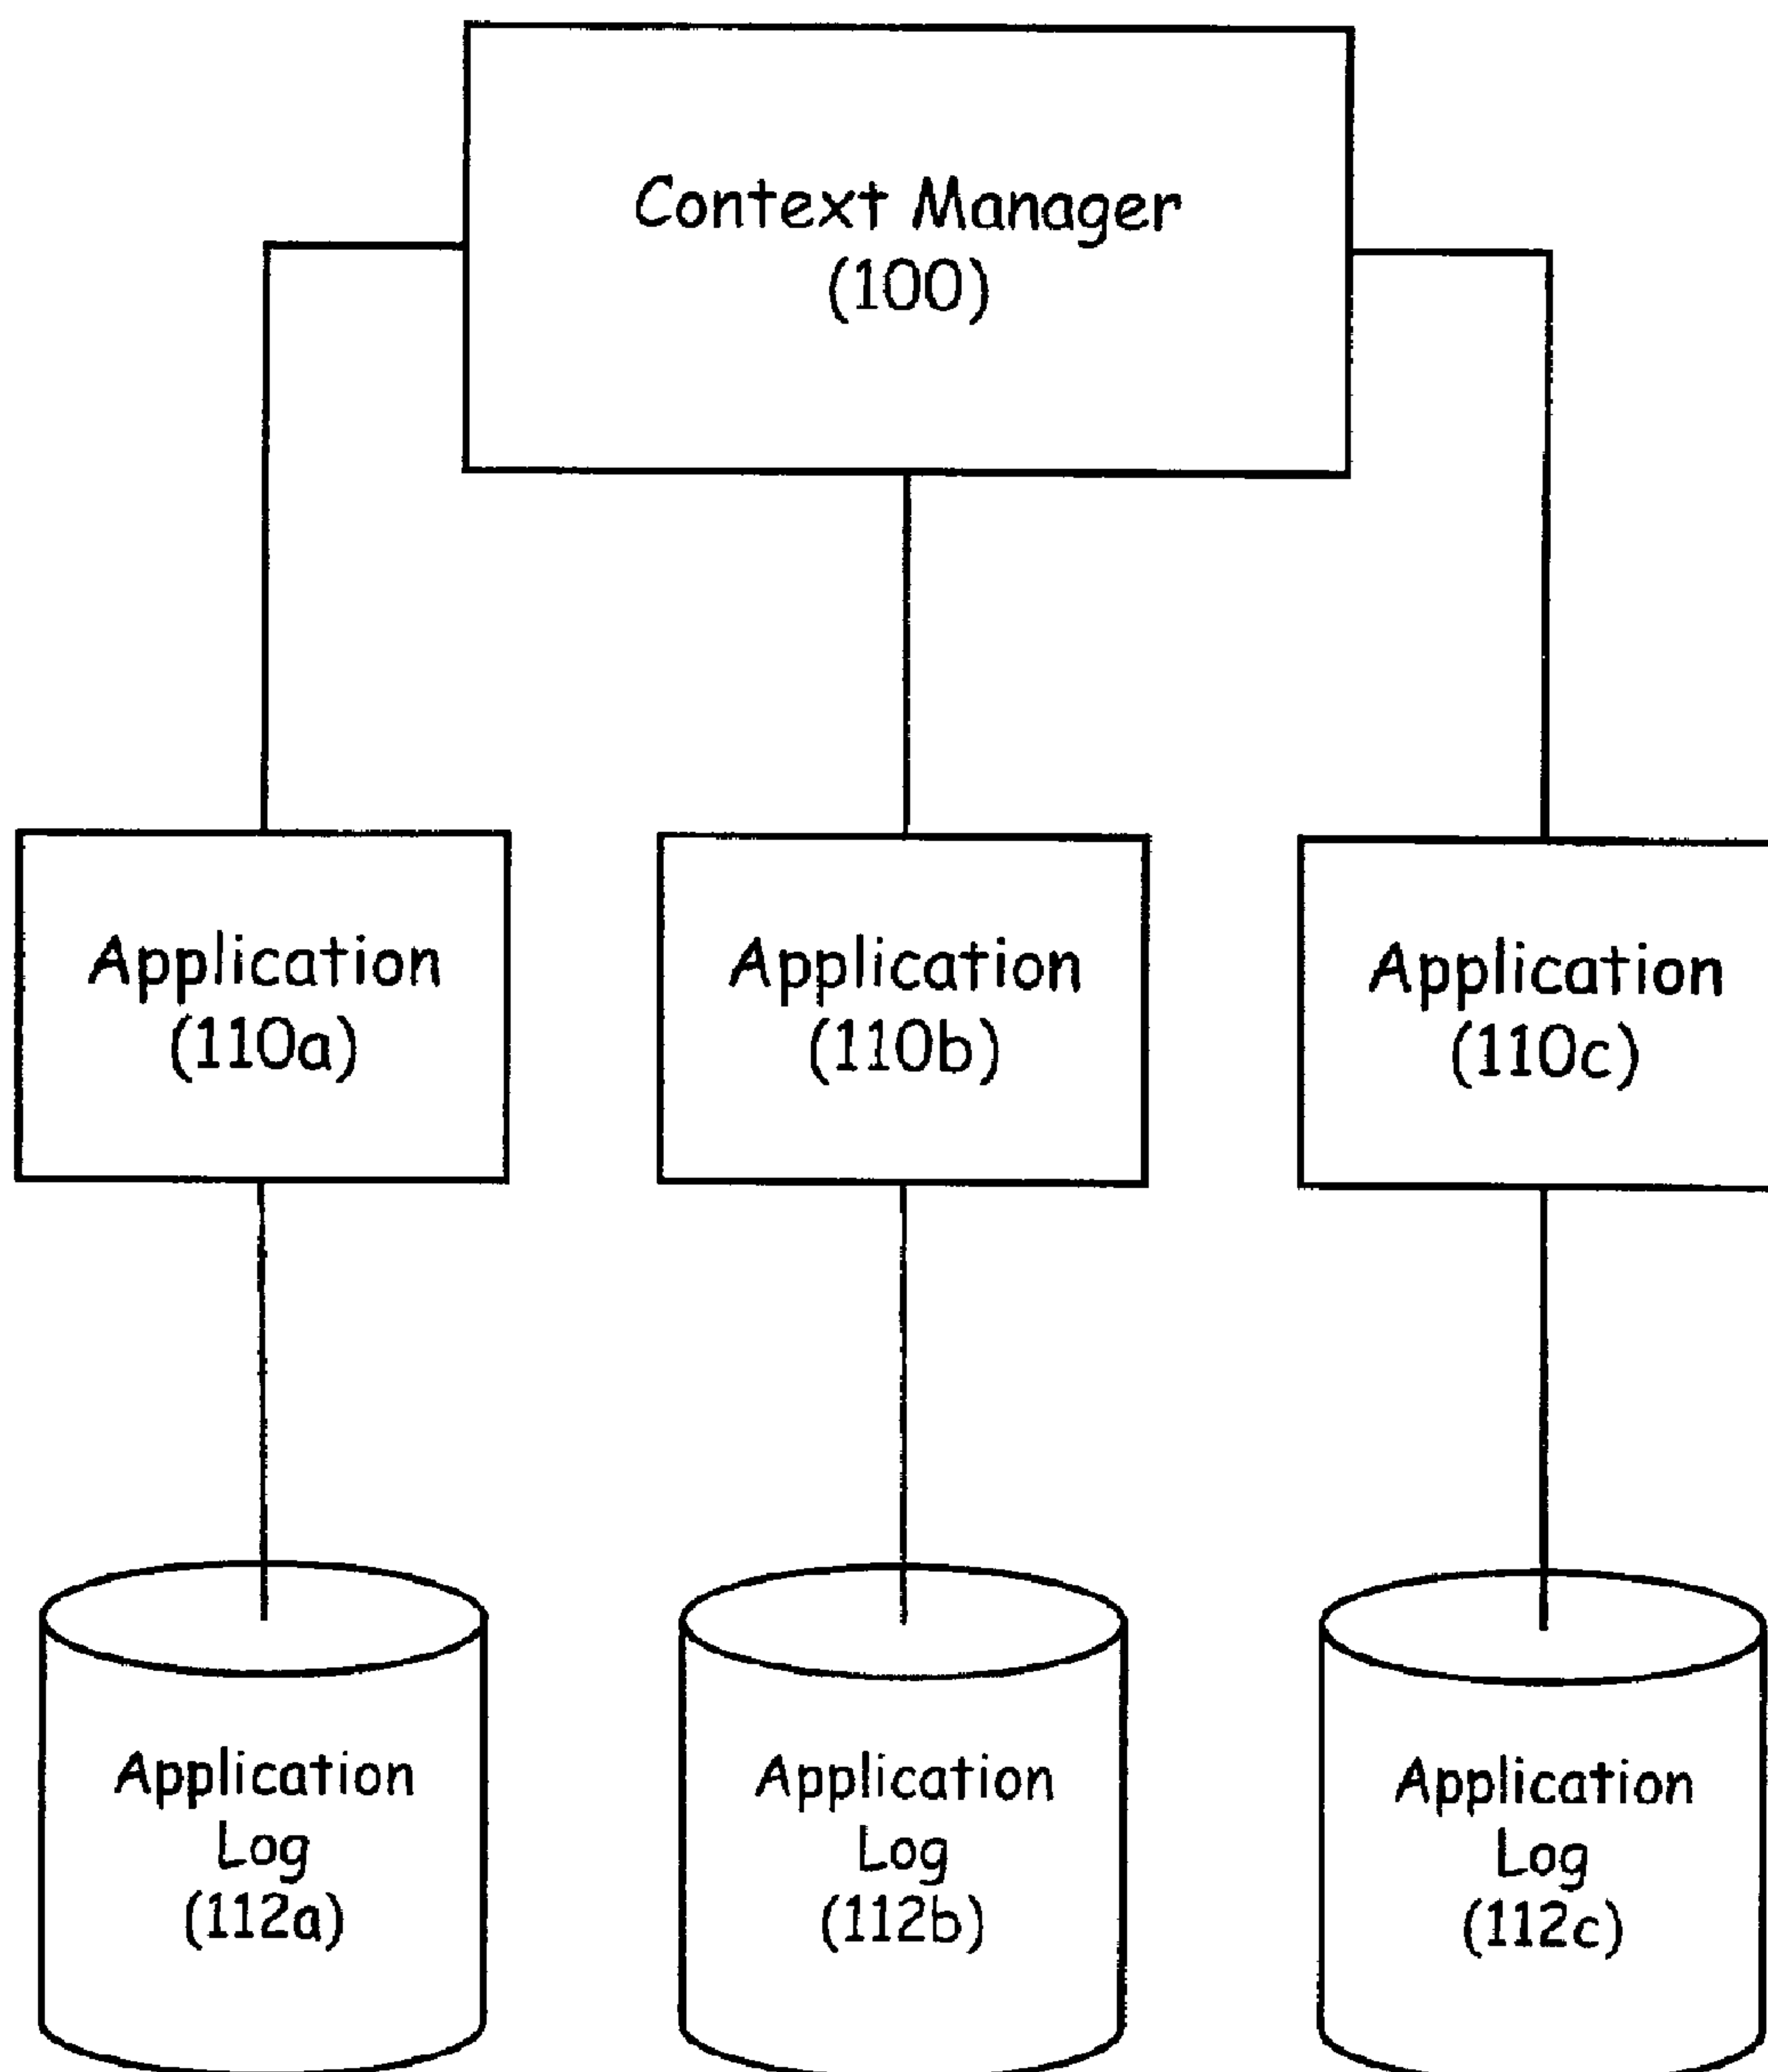 Context Manager
(100)
Application
(110a)
Application
(110b)
Application
(110c)
Application
Log
(112a)
Application
Log
(112b)
Application
Log
(112c)